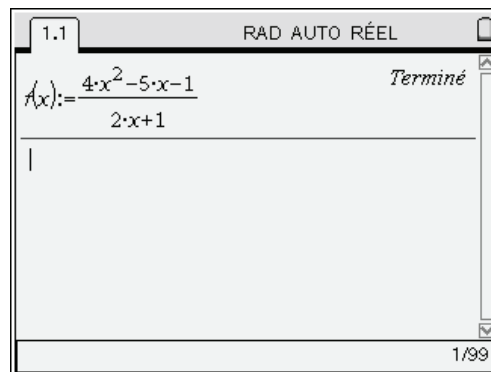 1.1 RAD AUTO RÉEL
f(x):=4·x²-5·x-1 Terminé
2·x+1
1/99